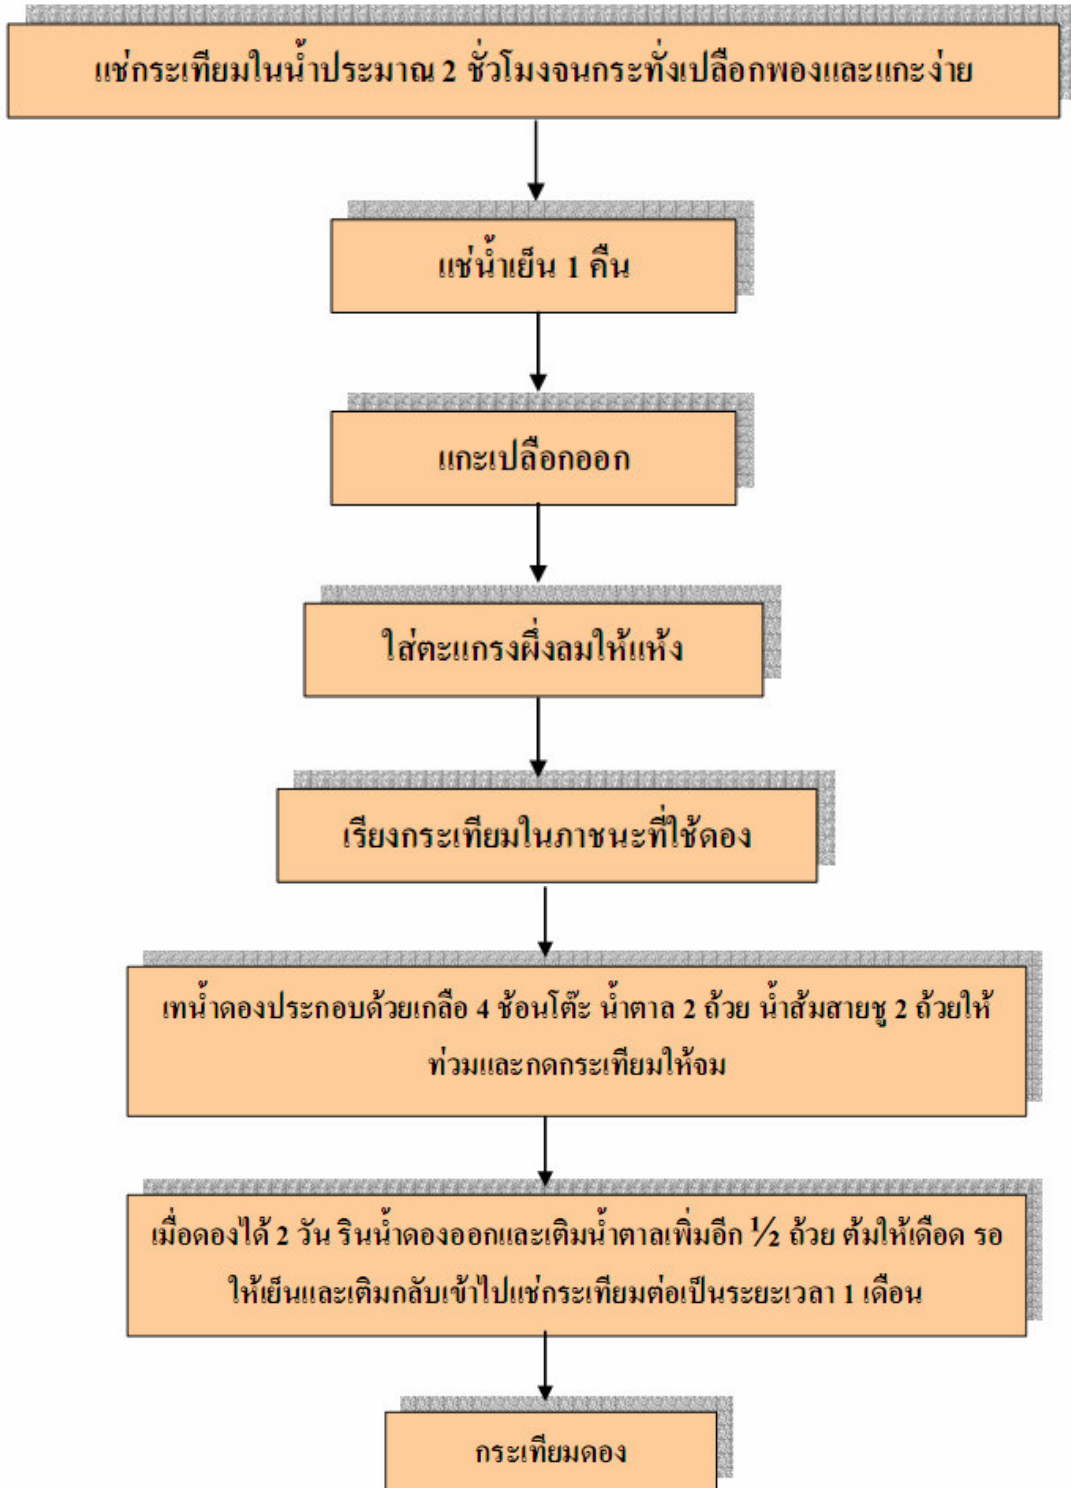 แช่กระเทียมในน้ำประมาณ 2 ชั่วโมงจนกระทั่งเปลือกพองและแกะง่าย
แช่น้ำเย็น 1 คืน
แกะเปลือกออก
ใส่ตะแกรงผึ่งลมให้แห้ง
เรียงกระเทียมในภาชนะที่ใช้ดอง
เทน้ำดองประกอบด้วยเกลือ 4 ช้อนโต๊ะ น้ำตาล 2 ถ้วย น้ำส้มสายชู 2 ถ้วยให้
ท่วมและกดกระเทียมให้จม
เมื่อดองได้ 2 วัน รินน้ำดองออกและเติมน้ำตาลเพิ่มอีก ½ ถ้วย ต้มให้เดือด รอ
ให้เย็นและเติมกลับเข้าไปแช่กระเทียมต่อเป็นระยะเวลา 1 เดือน
กระเทียมดอง